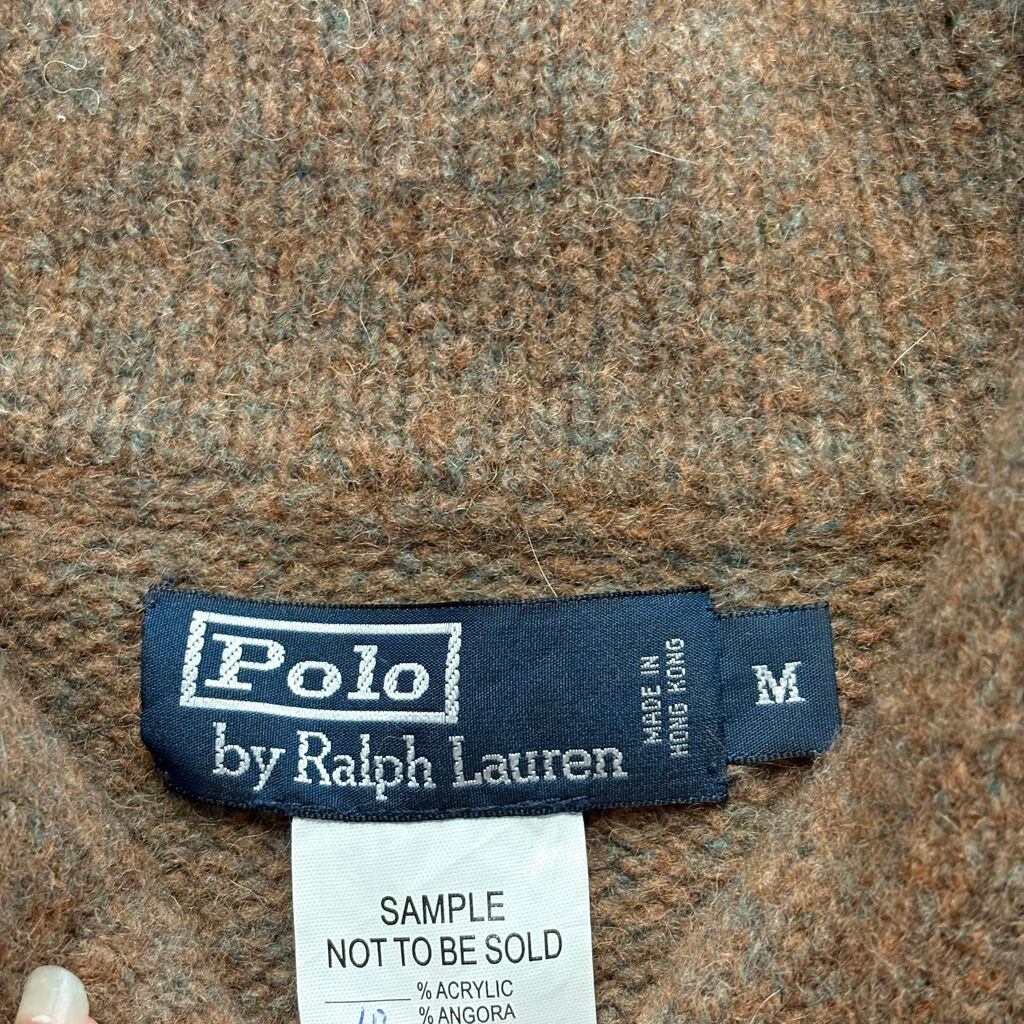 Polo
by Ralph Lauren
MADE IN
HONG KONG
M
SAMPLE
NOT TO BE SOLD
% ACRYLIC
% ANGORA